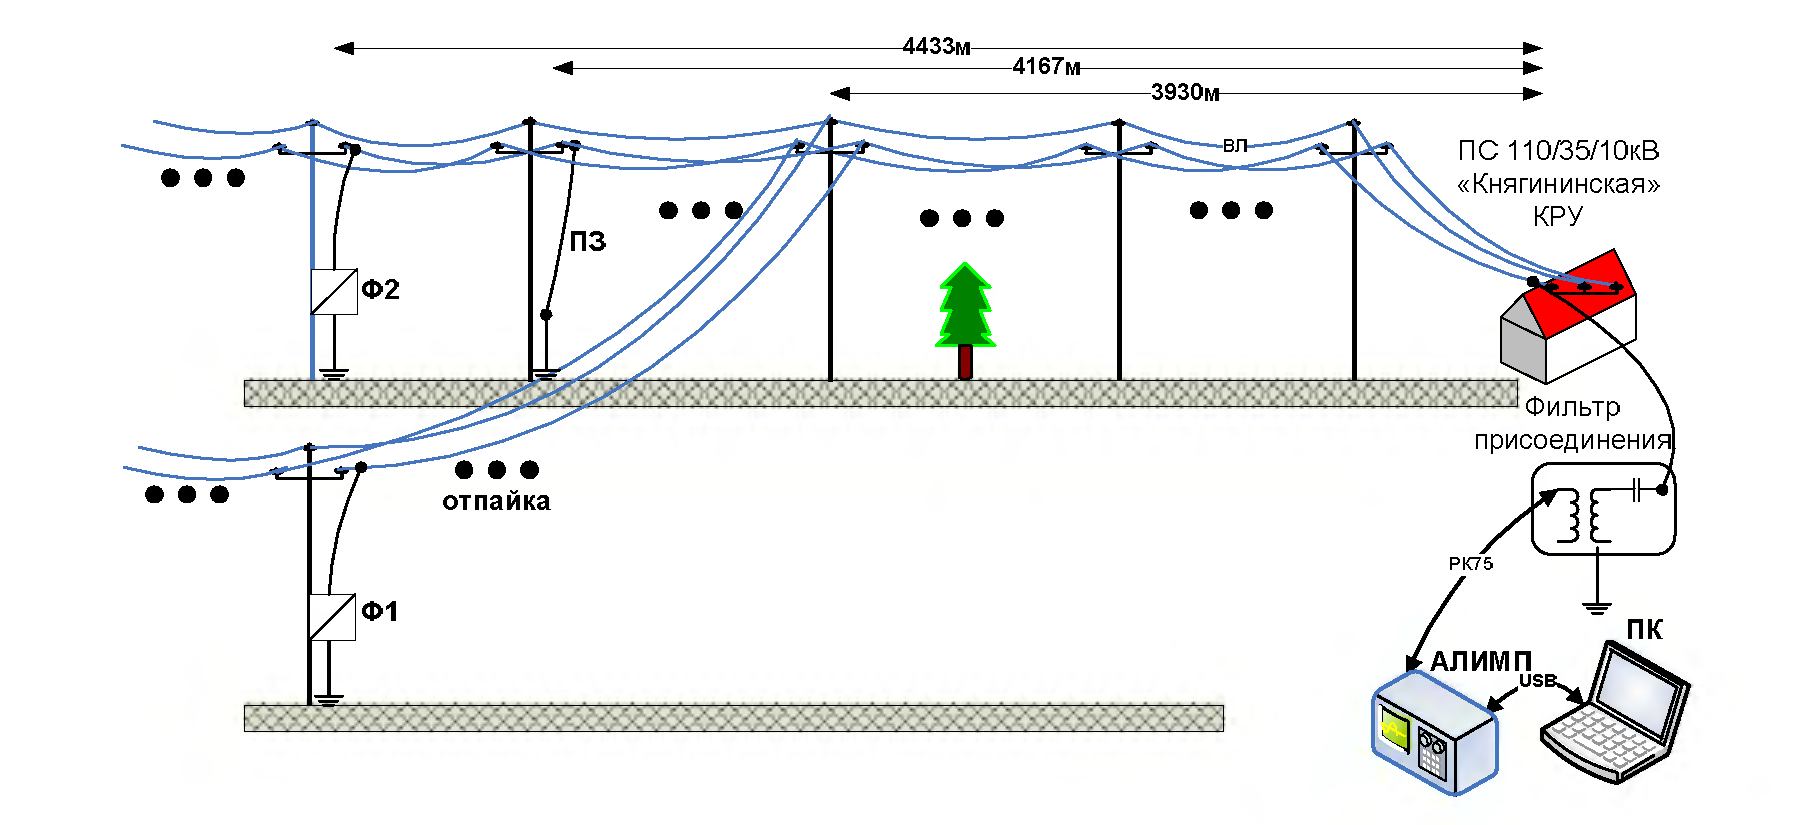 4433м
4167м
3930м
ВЛ
ПС 110/35/10кВ
«Княгининская»
КРУ
ПЗ
Ф2
Фильтр
присоединения
отпайка
РК75
Ф1
ПК
АЛИМП
USB